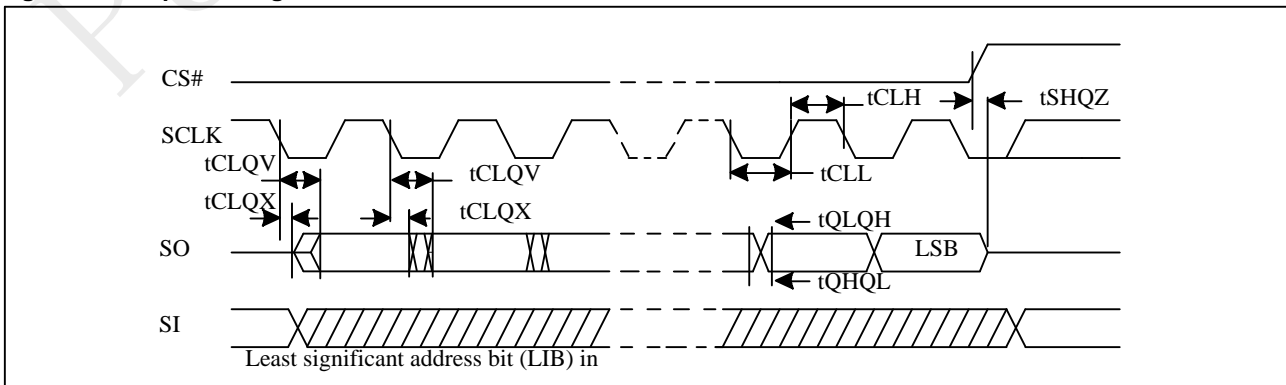 CS#
tCLH
tSHQZ
SCLK
tCLQV
tCLQV
tCLL
tCLQX
tCLQX
tQLQH
SO
LSB
tQHQL
SI
Least significant address bit (LIB) in